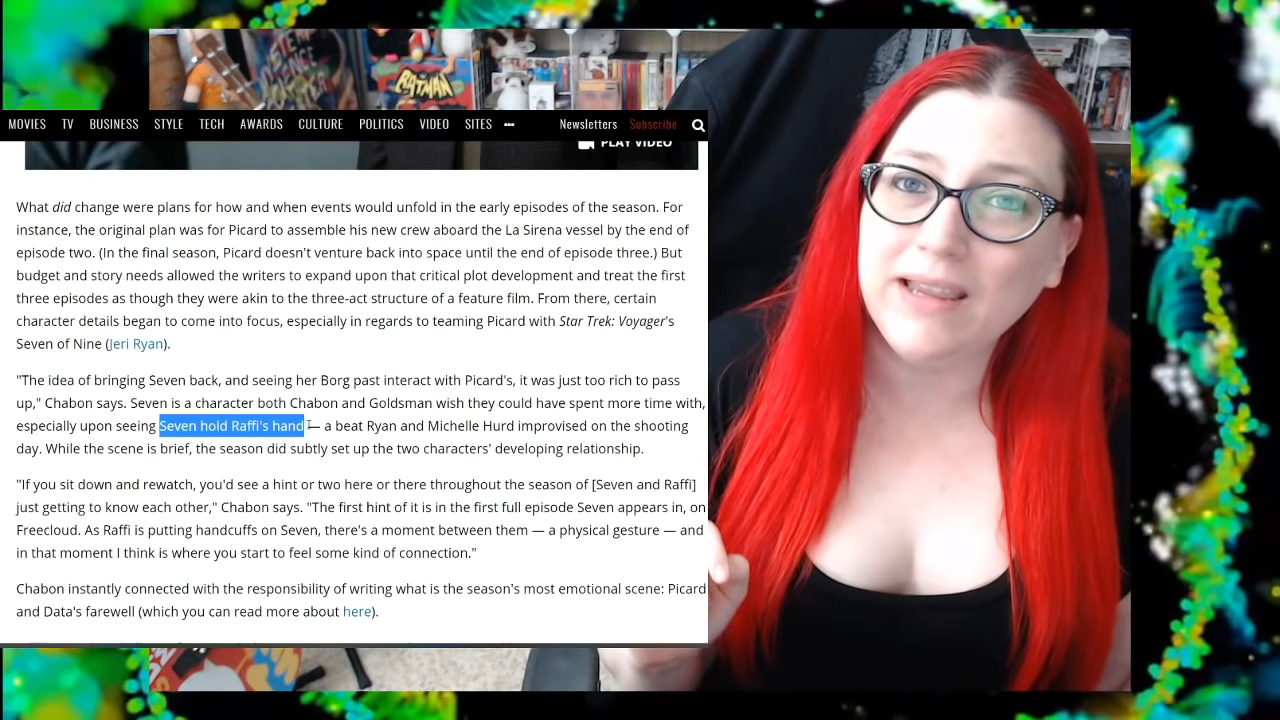 RATMAN
MOVIES TV BUSINESS STYLE TECH AWARDS CULTURE POLITICS VIDEO SITES ••• Newsletters Subscribe
PLAY VIDEO
What did change were plans for how and when events would unfold in the early episodes of the season. For
instance, the original plan was for Picard to assemble his new crew aboard the La Sirena vessel by the end of
episode two. (In the final season, Picard doesn't venture back into space until the end of episode three.) But
budget and story needs allowed the writers to expand upon that critical plot development and treat the first
three episodes as though they were akin to the three-act structure of a feature film. From there, certain
character details began to come into focus, especially in regards to teaming Picard with Star Trek: Voyager's
Seven of Nine (Jeri Ryan).
"The idea of bringing Seven back, and seeing her Borg past interact with Picard's, it was just too rich to pass
up," Chabon says. Seven is a character both Chabon and Goldsman wish they could have spent more time with,
especially upon seeing Seven hold Raffi's hand — a beat Ryan and Michelle Hurd improvised on the shooting
day. While the scene is brief, the season did subtly set up the two characters' developing relationship.
"If you sit down and rewatch, you'd see a hint or two here or there throughout the season of [Seven and Raffi]
just getting to know each other," Chabon says. "The first hint of it is in the first full episode Seven appears in, on
Freecloud. As Raffi is putting handcuffs on Seven, there's a moment between them — a physical gesture — and
in that moment I think is where you start to feel some kind of connection."
Chabon instantly connected with the responsibility of writing what is the season's most emotional scene: Picard
and Data's farewell (which you can read more about here).